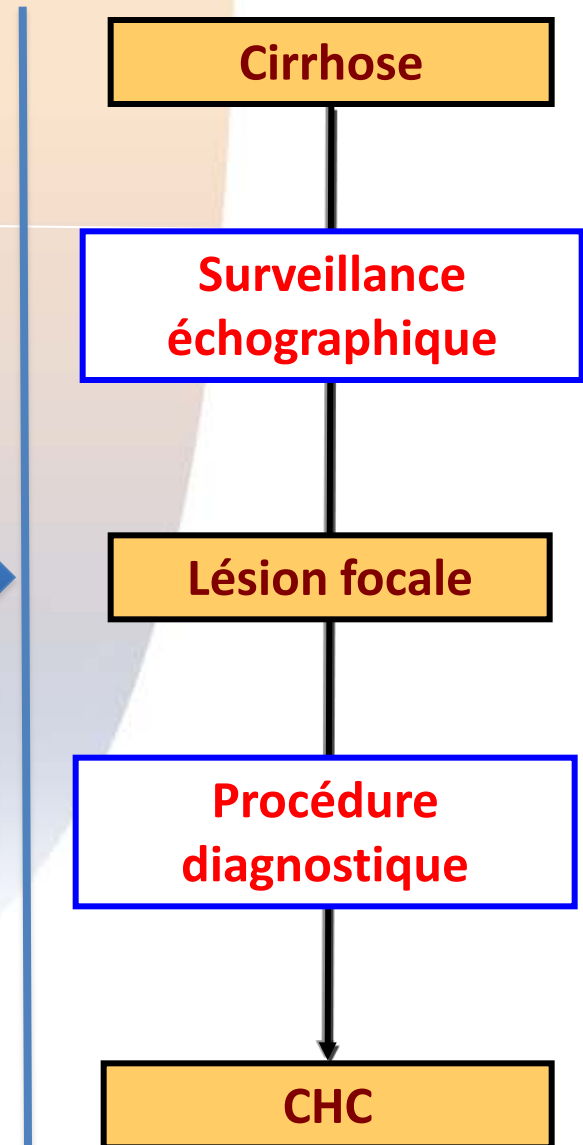 Cirrhose
Surveillance
échographique
Lésion focale
Procédure
diagnostique
CHC